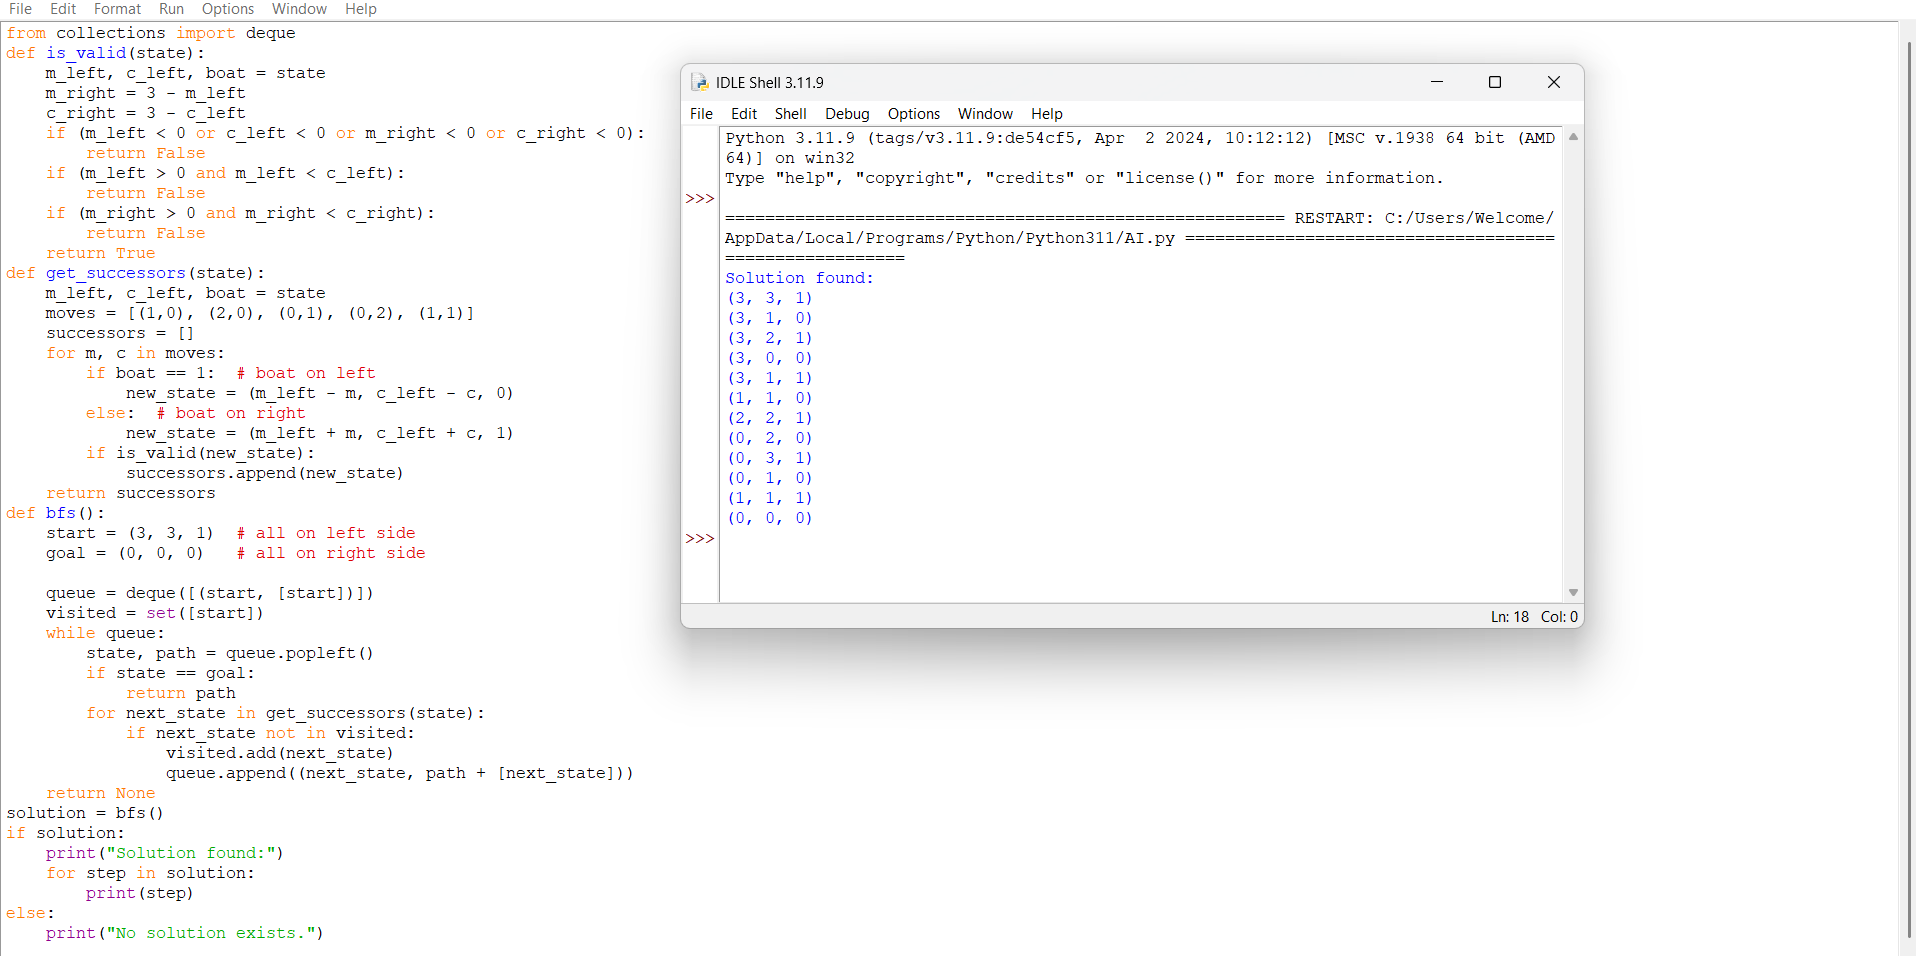 File Edit Format Run Options Window Help
from collections import deque
def is_valid(state):
    m_left, c_left, boat = state
    m_right = 3 - m_left
    c_right = 3 - c_left
    if (m_left < 0 or c_left < 0 or m_right < 0 or c_right < 0):
        return False
    if (m_left > 0 and m_left < c_left):
        return False
    if (m_right > 0 and m_right < c_right):
        return False
    return True
def get_successors(state):
    m_left, c_left, boat = state
    moves = [(1,0), (2,0), (0,1), (0,2), (1,1)]
    successors = []
    for m, c in moves:
        if boat == 1:  # boat on left
            new_state = (m_left - m, c_left - c, 0)
        else:  # boat on right
            new_state = (m_left + m, c_left + c, 1)
        if is_valid(new_state):
            successors.append(new_state)
    return successors
def bfs():
    start = (3, 3, 1)  # all on left side
    goal = (0, 0, 0)   # all on right side
    queue = deque([(start, [start])])
    visited = set([start])
    while queue:
        state, path = queue.popleft()
        if state == goal:
            return path
        for next_state in get_successors(state):
            if next_state not in visited:
                visited.add(next_state)
                queue.append((next_state, path + [next_state]))
    return None
solution = bfs()
if solution:
    print("Solution found:")
    for step in solution:
        print(step)
else:
    print("No solution exists.")
IDLE Shell 3.11.9
File Edit Shell Debug Options Window Help
Python 3.11.9 (tags/v3.11.9:de54cf5, Apr  2 2024, 10:12:12) [MSC v.1938 64 bit (AMD
64)] on win32
Type "help", "copyright", "credits" or "license()" for more information.
>>>
======================================================== RESTART: C:/Users/Welcome/
AppData/Local/Programs/Python/Python311/AI.py =====================================
==================
Solution found:
(3, 3, 1)
(3, 1, 0)
(3, 2, 1)
(3, 0, 0)
(3, 1, 1)
(1, 1, 0)
(2, 2, 1)
(0, 2, 0)
(0, 3, 1)
(0, 1, 0)
(1, 1, 1)
(0, 0, 0)
>>>
Ln: 18 Col: 0